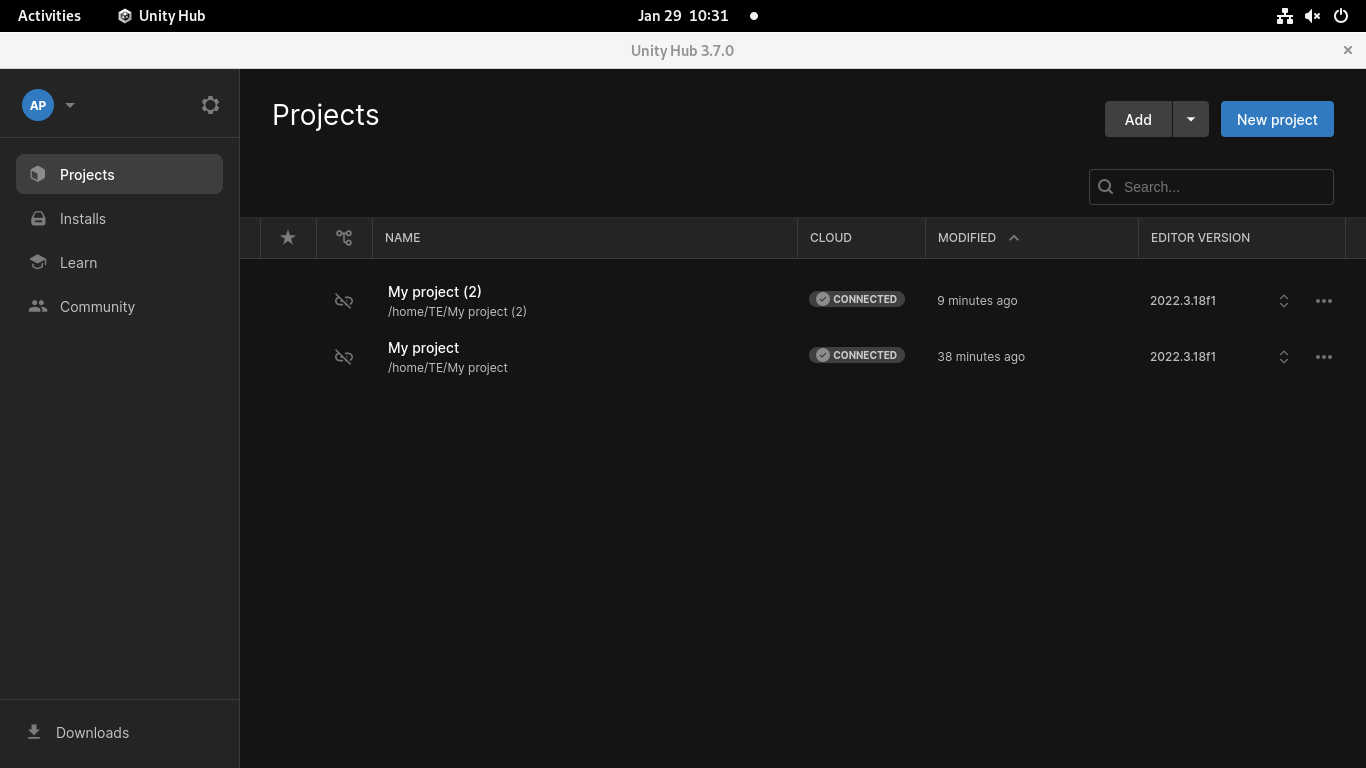 Activities
Unity Hub
Jan 29 10:31
Unity Hub 3.7.0
AP
Projects
Installs
Learn
Community
Downloads
Projects
Add
New project
Search...
NAME
CLOUD
MODIFIED
EDITOR VERSION
My project (2)
/home/TE/My project (2)
CONNECTED
9 minutes ago
2022.3.18f1
My project
/home/TE/My project
CONNECTED
38 minutes ago
2022.3.18f1